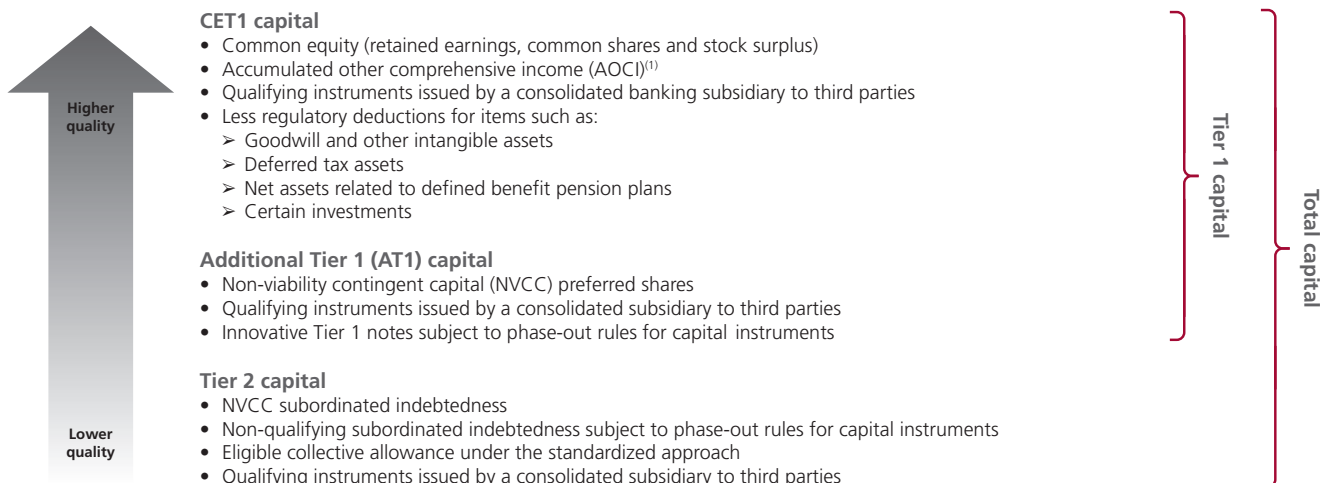 CET1 capital
• Common equity (retained earnings, common shares and stock surplus)
• Accumulated other comprehensive income (AOCI)(1)
• Qualifying instruments issued by a consolidated banking subsidiary to third parties
• Less regulatory deductions for items such as:
➢ Goodwill and other intangible assets
➢ Deferred tax assets
➢ Net assets related to defined benefit pension plans
➢ Certain investments
Additional Tier 1 (AT1) capital
• Non-viability contingent capital (NVCC) preferred shares
• Qualifying instruments issued by a consolidated subsidiary to third parties
• Innovative Tier 1 notes subject to phase-out rules for capital instruments
Tier 2 capital
• NVCC subordinated indebtedness
• Non-qualifying subordinated indebtedness subject to phase-out rules for capital instruments
• Eligible collective allowance under the standardized approach
• Qualifying instruments issued by a consolidated subsidiary to third parties
Higher
quality
Lower
quality
Tier 1 capital
Total capital